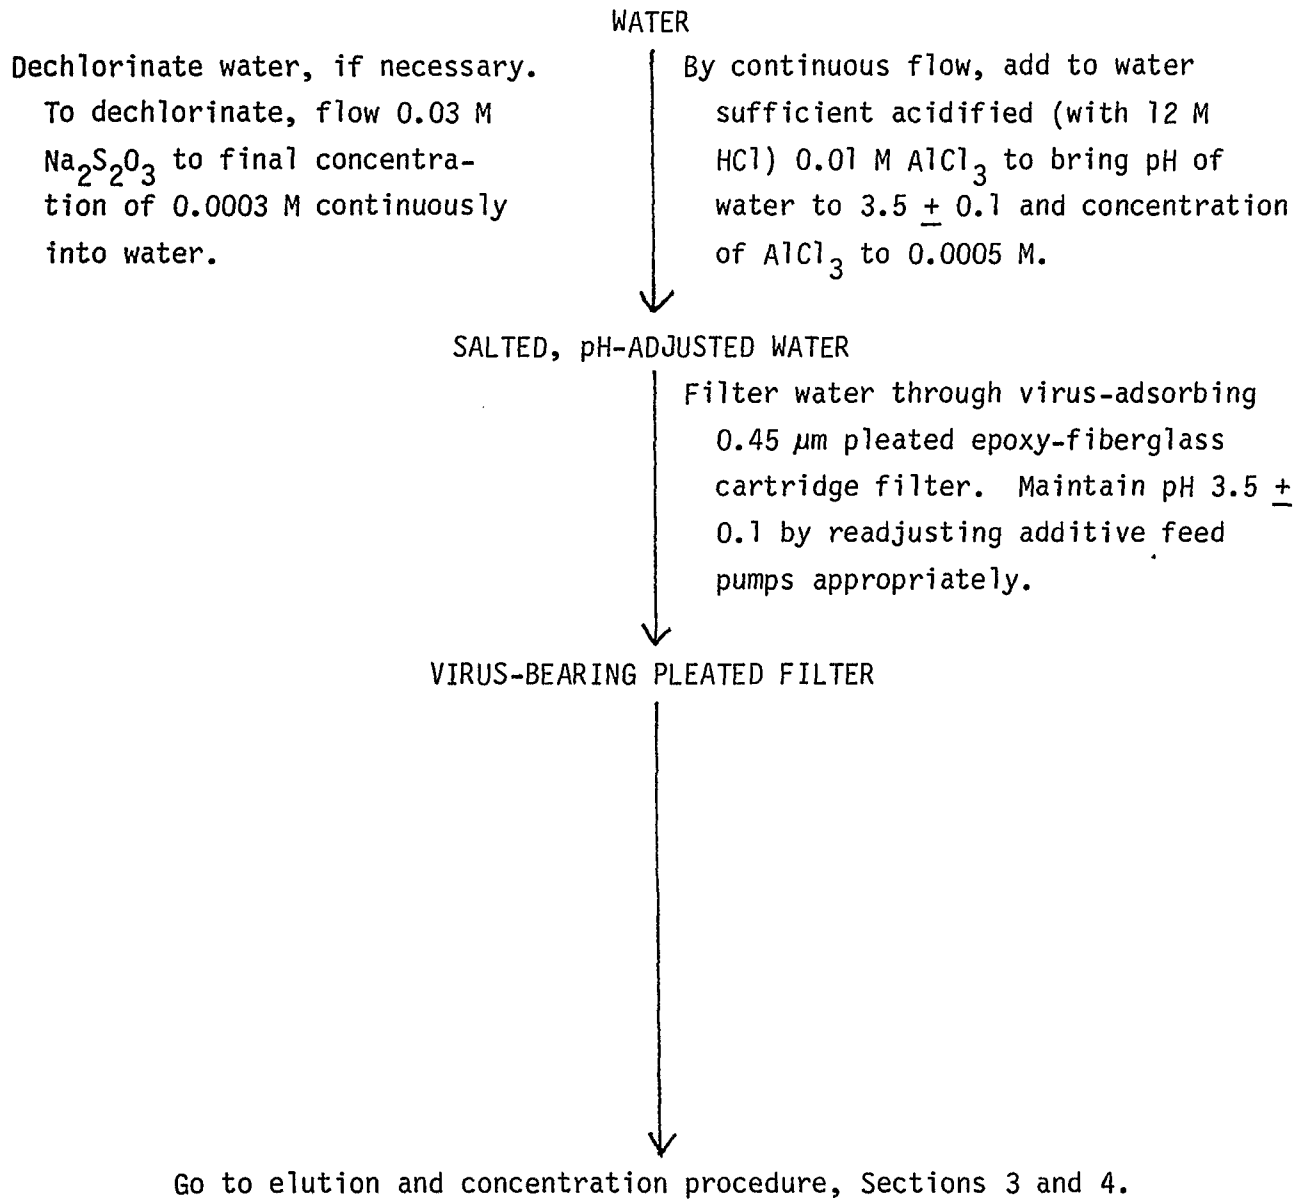 WATER
Dechlorinate water, if necessary.
To dechlorinate, flow 0.03 M
Na₂S₂O₃ to final concentra-
tion of 0.0003 M continuously
into water.
By continuous flow, add to water
sufficient acidified (with 12 M
HCl) 0.01 M AlCl₃ to bring pH of
water to 3.5 ± 0.1 and concentration
of AlCl₃ to 0.0005 M.
SALTED, pH-ADJUSTED WATER
Filter water through virus-adsorbing
0.45 µm pleated epoxy-fiberglass
cartridge filter. Maintain pH 3.5 ±
0.1 by readjusting additive feed
pumps appropriately.
VIRUS-BEARING PLEATED FILTER
Go to elution and concentration procedure, Sections 3 and 4.